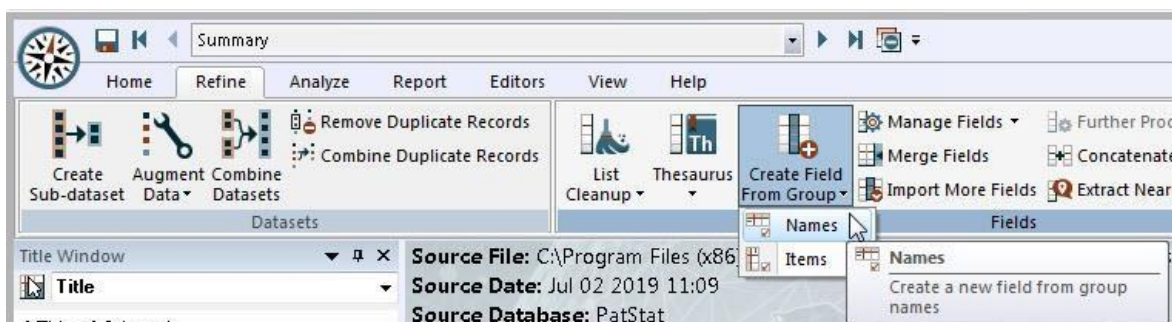 Summary
Home Refine Analyze Report Editors View Help
Create Sub-dataset
Augment Data
Combine Datasets
Remove Duplicate Records
Combine Duplicate Records
Datasets
List Cleanup
Th
Thesaurus
Create Field From Group
Manage Fields
Merge Fields
Import More Fields
Further Proc
Concatenate
Extract Near
Fields
Names
Items
Names
Create a new field from group
names
Title Window
Title
Source File: C:\Program Files (x86)
Source Date: Jul 02 2019 11:09
Source Database: PatStat